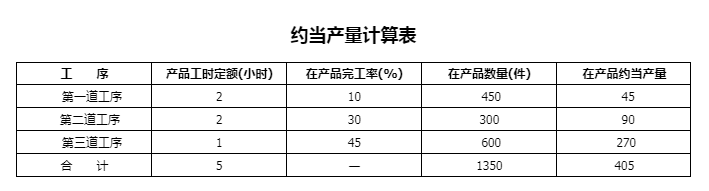 约当产量计算表
工 序 产品工时定额(小时) 在产品完工率(%) 在产品数量(件) 在产品约当产量
第一道工序 2 10 450 45
第二道工序 2 30 300 90
第三道工序 1 45 600 270
合 计 5 — 1350 405